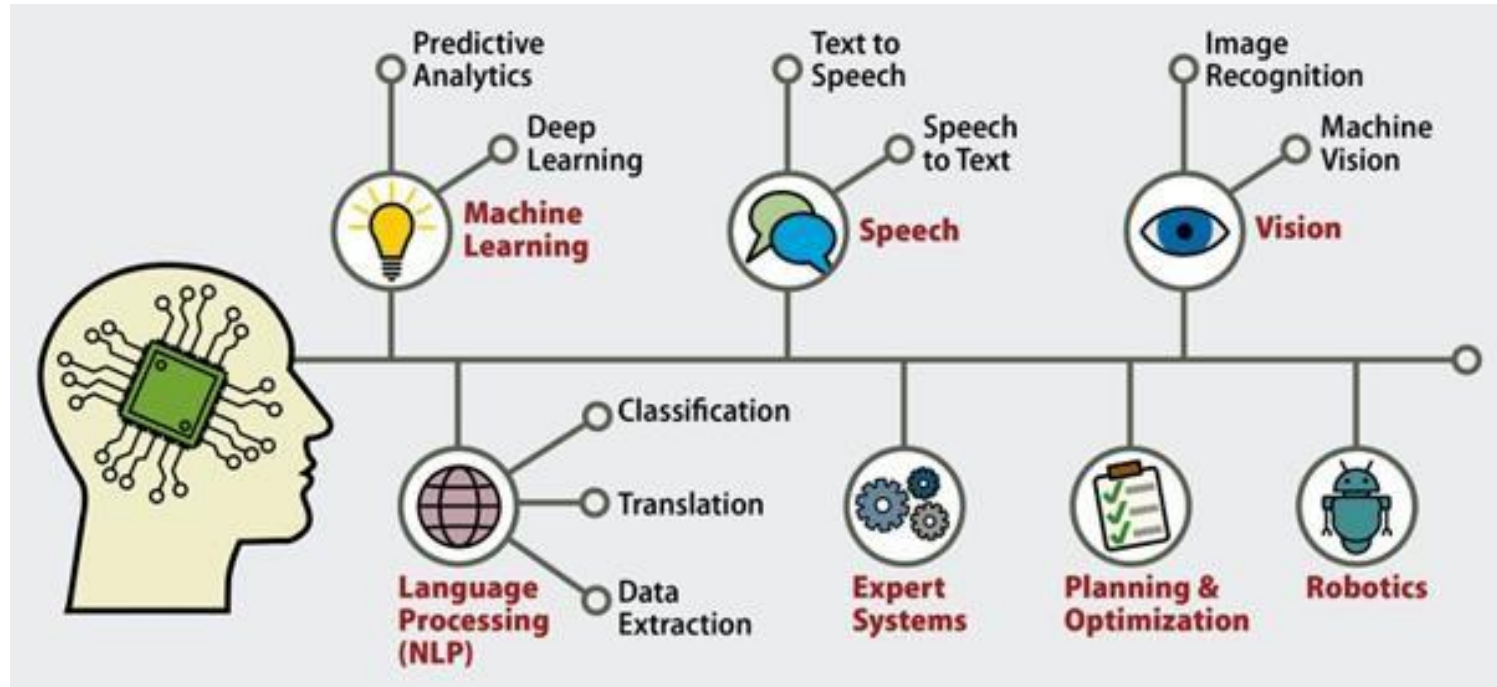 Predictive
Analytics
Deep
Learning
Machine
Learning
Text to
Speech
Speech
to Text
Speech
Image
Recognition
Machine
Vision
Vision
Classification
Translation
Data
Extraction
Language
Processing
(NLP)
Expert
Systems
Planning &
Optimization
Robotics